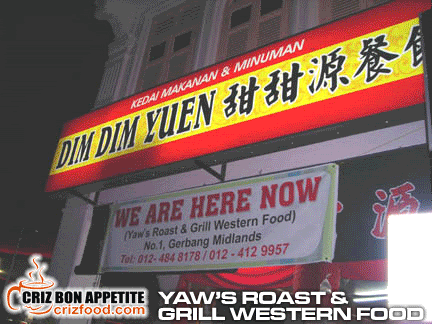 KEDAI MAKANAN & MINUMAN
DIM DIM YUEN 甜甜源餐館
WE ARE HERE NOW
(Yaw's Roast & Grill Western Food)
No.1, Gerbang Midlands
Tel: 012- 484 8178 / 012 - 412 9957
源
CRIZ BON APPETITE
crizfood.com
YAW'S ROAST &
GRILL WESTERN FOOD